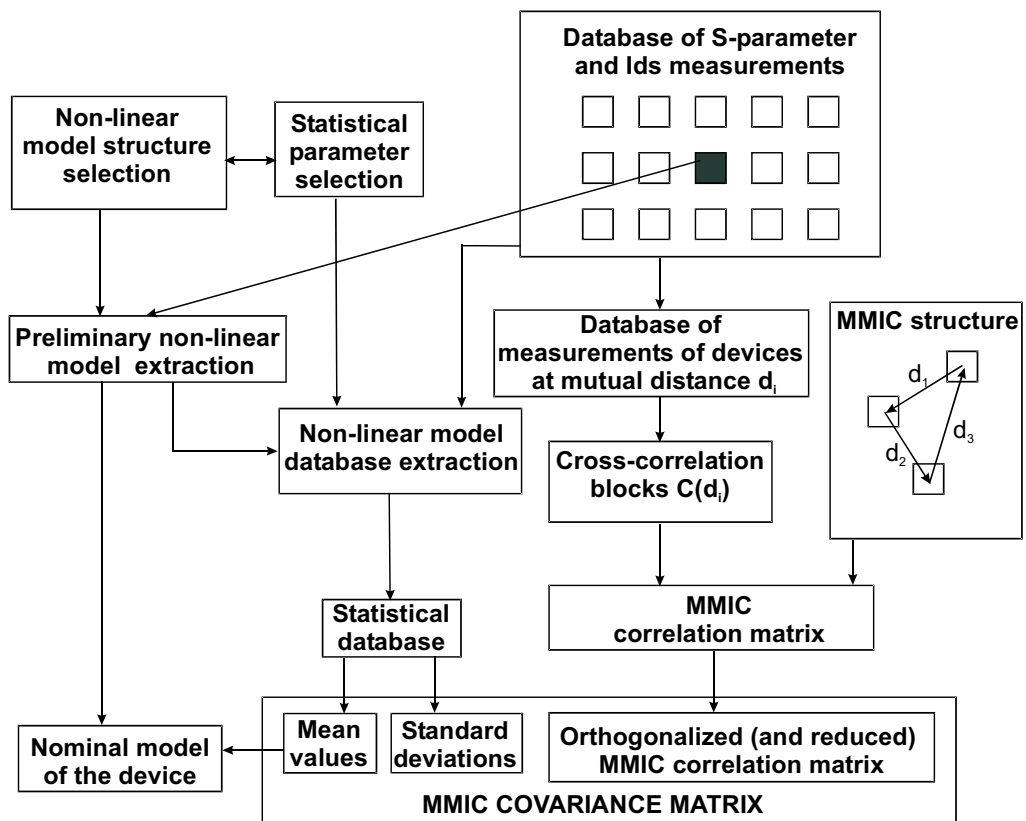 Database of S-parameter
and Ids measurements
Non-linear
model structure
selection
Statistical
parameter
selection
Preliminary non-linear
model extraction
Database of
measurements of devices
at mutual distance dᵢ
MMIC structure
d₁
d₂
d₃
Non-linear model
database extraction
Cross-correlation
blocks C(dᵢ)
Statistical
database
MMIC
correlation matrix
Nominal model
of the device
Mean
values
Standard
deviations
Orthogonalized (and reduced)
MMIC correlation matrix
MMIC COVARIANCE MATRIX